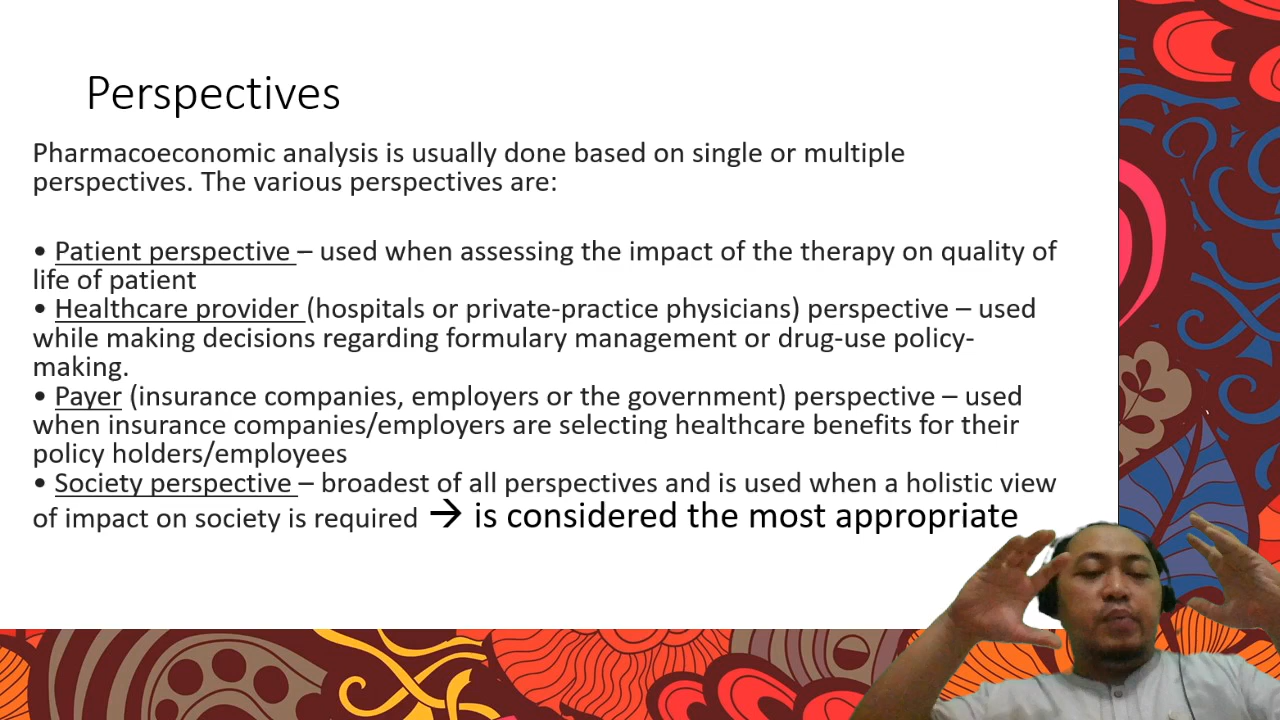 Perspectives
Pharmacoeconomic analysis is usually done based on single or multiple
perspectives. The various perspectives are:
• Patient perspective – used when assessing the impact of the therapy on quality of
life of patient
• Healthcare provider (hospitals or private-practice physicians) perspective – used
while making decisions regarding formulary management or drug-use policy-
making.
• Payer (insurance companies, employers or the government) perspective – used
when insurance companies/employers are selecting healthcare benefits for their
policy holders/employees
• Society perspective – broadest of all perspectives and is used when a holistic view
of impact on society is required → is considered the most appropriate